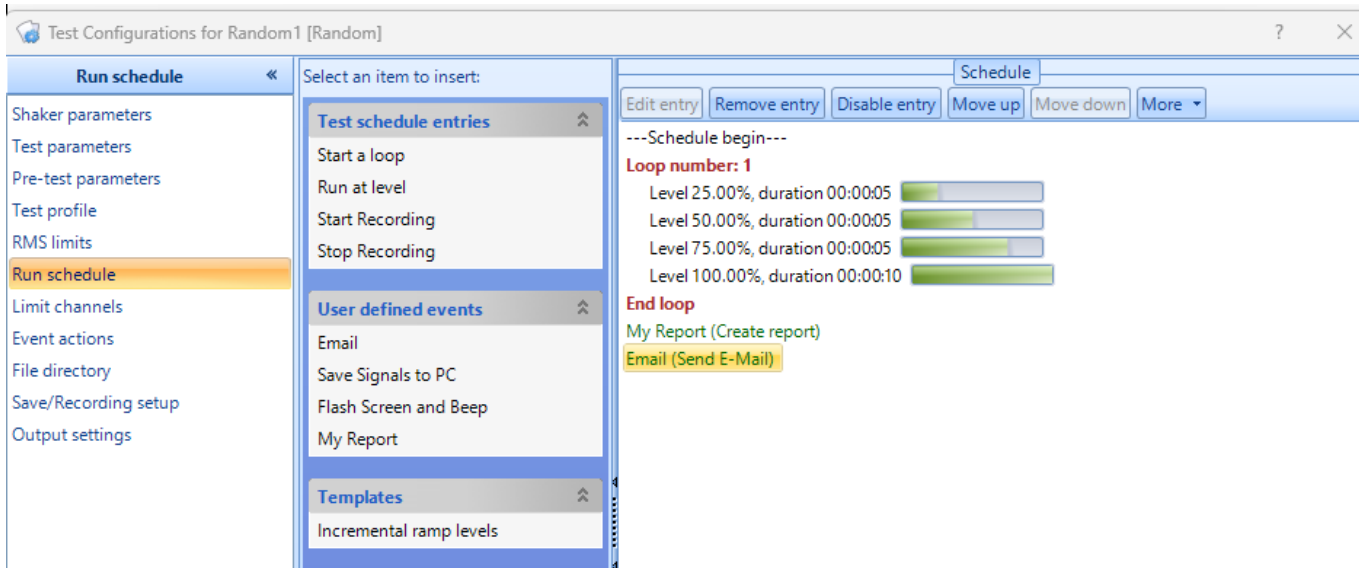 Test Configurations for Random1 [Random]
?
Run schedule «
Shaker parameters
Test parameters
Pre-test parameters
Test profile
RMS limits
Run schedule
Limit channels
Event actions
File directory
Save/Recording setup
Output settings
Select an item to insert:
Test schedule entries
Start a loop
Run at level
Start Recording
Stop Recording
User defined events
Email
Save Signals to PC
Flash Screen and Beep
My Report
Templates
Incremental ramp levels
Schedule
Edit entry Remove entry Disable entry Move up Move down More
---Schedule begin---
Loop number: 1
Level 25.00%, duration 00:00:05
Level 50.00%, duration 00:00:05
Level 75.00%, duration 00:00:05
Level 100.00%, duration 00:00:10
End loop
My Report (Create report)
Email (Send E-Mail)